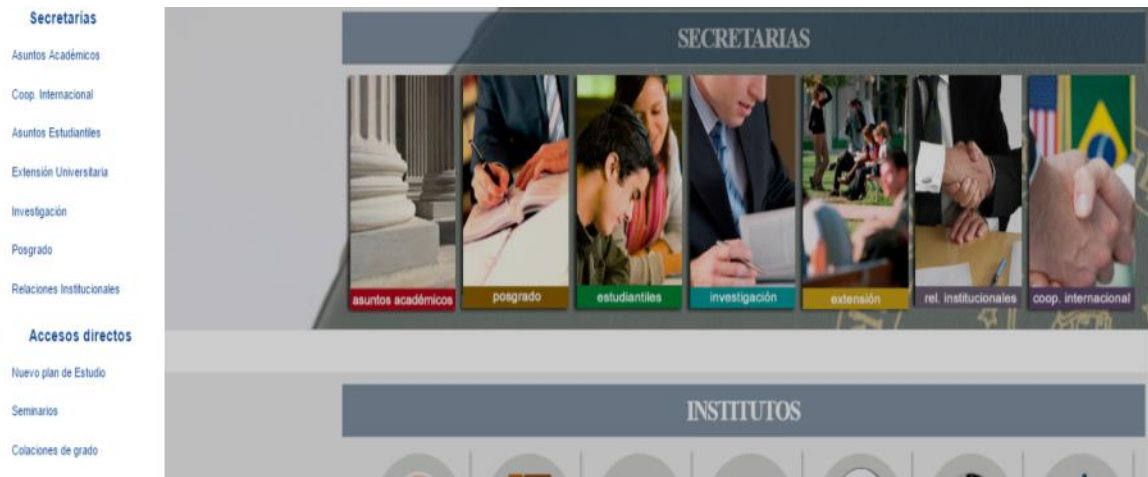 Secretarías
Asuntos Académicos
Coop. Internacional
Asuntos Estudiantiles
Extensión Universitaria
Investigación
Posgrado
Relaciones Institucionales
Accesos directos
Nuevo plan de Estudio
Seminarios
Colaciones de grado
SECRETARIAS
asuntos académicos
posgrado
estudiantiles
investigación
extensión
rel. institucionales
coop. internacional
INSTITUTOS